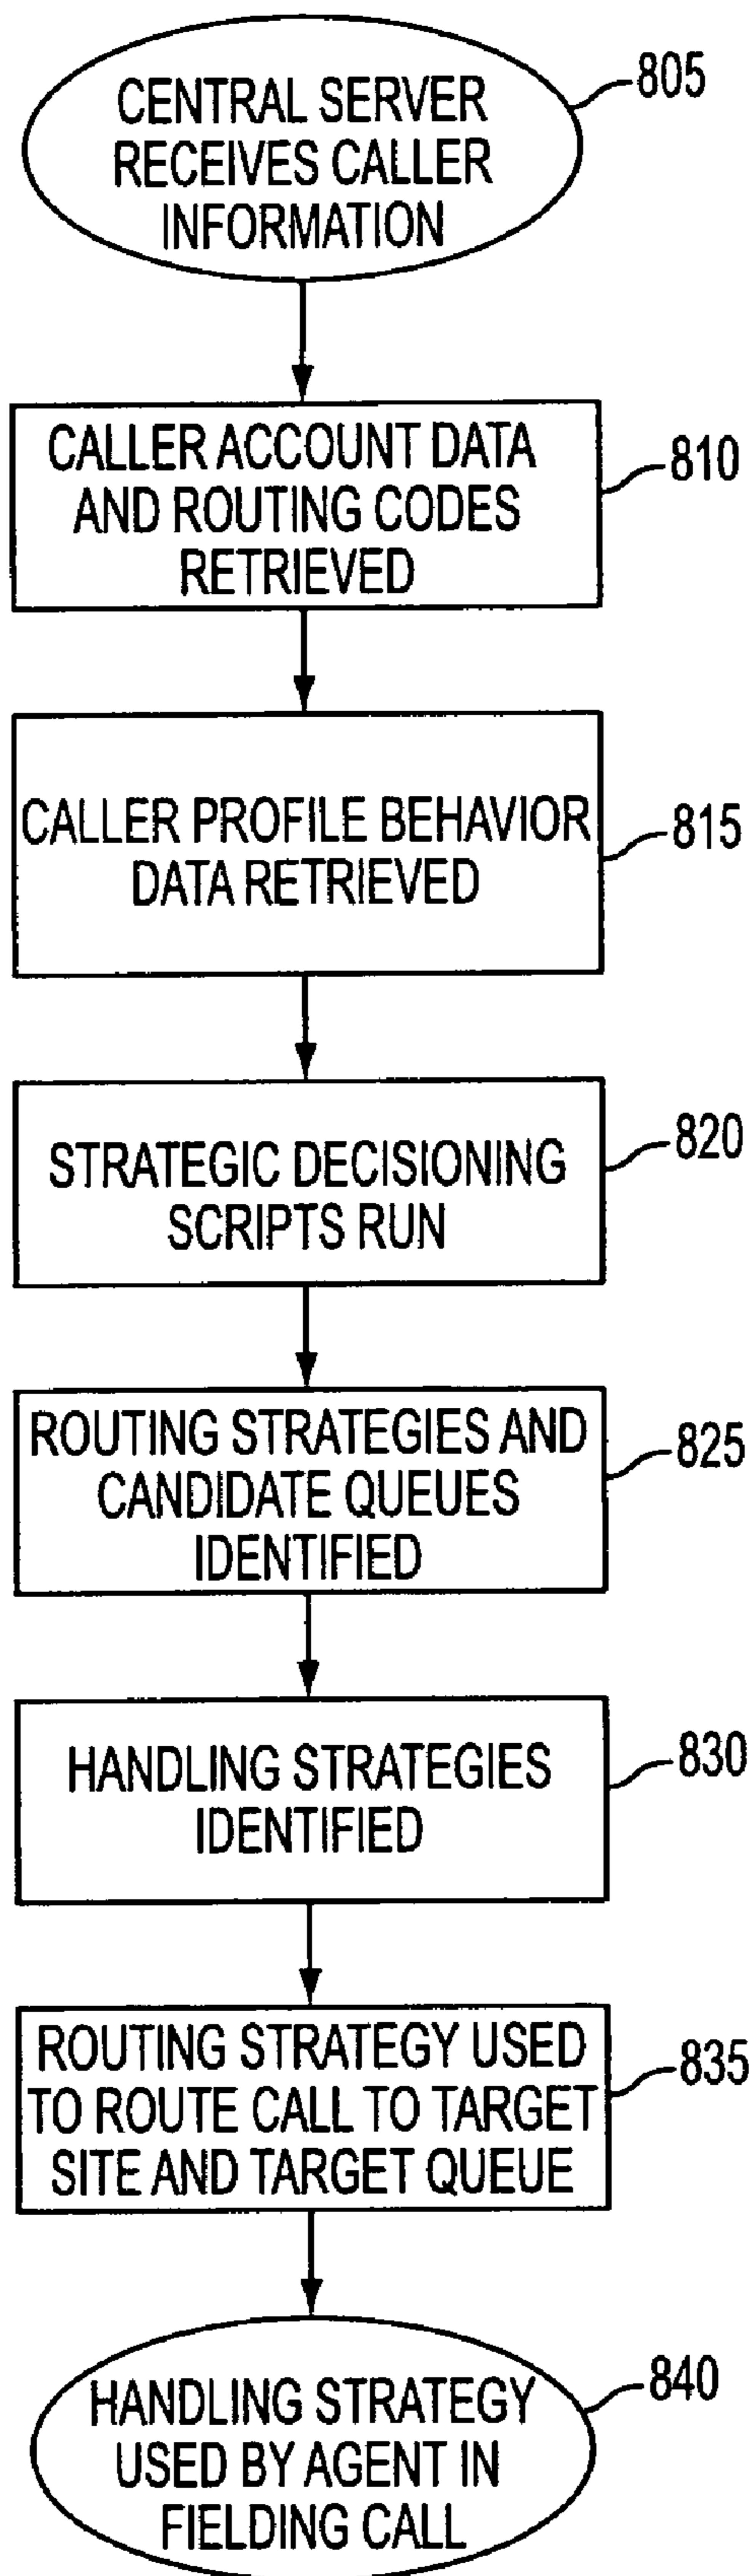 CENTRAL SERVER
RECEIVES CALLER
INFORMATION
805
CALLER ACCOUNT DATA
AND ROUTING CODES
RETRIEVED
810
CALLER PROFILE BEHAVIOR
DATA RETRIEVED
815
STRATEGIC DECISIONING
SCRIPTS RUN
820
ROUTING STRATEGIES AND
CANDIDATE QUEUES
IDENTIFIED
825
HANDLING STRATEGIES
IDENTIFIED
830
ROUTING STRATEGY USED
TO ROUTE CALL TO TARGET
SITE AND TARGET QUEUE
835
HANDLING STRATEGY
USED BY AGENT IN
FIELDING CALL
840